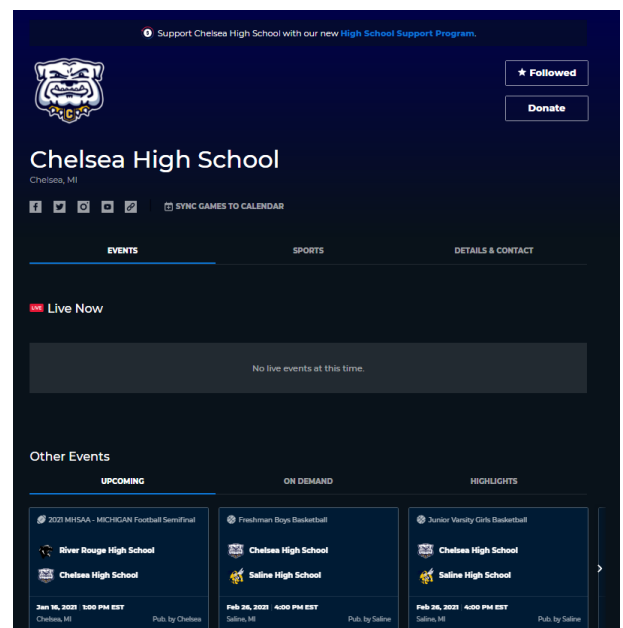 Support Chelsea High School with our new High School Support Program.
★ Followed
Donate
Chelsea High School
Chelsea, MI
SYNC GAMES TO CALENDAR
EVENTS SPORTS DETAILS & CONTACT
LIVE Live Now
No live events at this time.
Other Events
UPCOMING ON DEMAND HIGHLIGHTS
2021 MHSAA - MICHIGAN Football Semifinal
River Rouge High School
Chelsea High School
Jan 16, 2021 | 1:00 PM EST
Chelsea, MI Pub. by Chelsea
Freshman Boys Basketball
Chelsea High School
Saline High School
Feb 26, 2021 | 4:00 PM EST
Saline, MI Pub. by Saline
Junior Varsity Girls Basketball
Chelsea High School
Saline High School
Feb 26, 2021 | 4:00 PM EST
Saline, MI Pub. by Saline